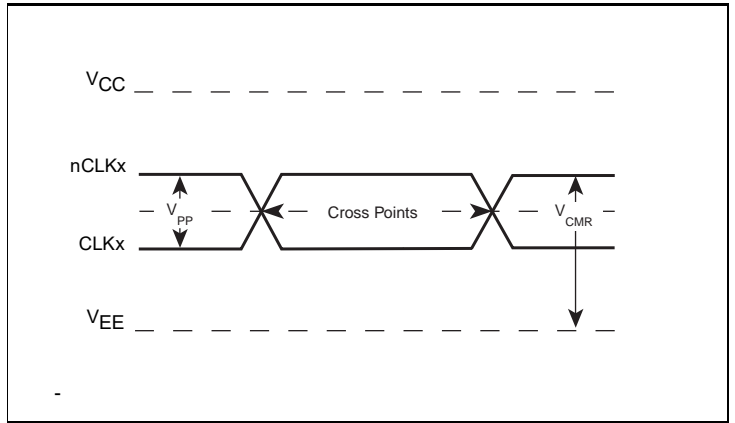 VCC
nCLKx
VPP
Cross Points
VCMR
CLKx
VEE
-